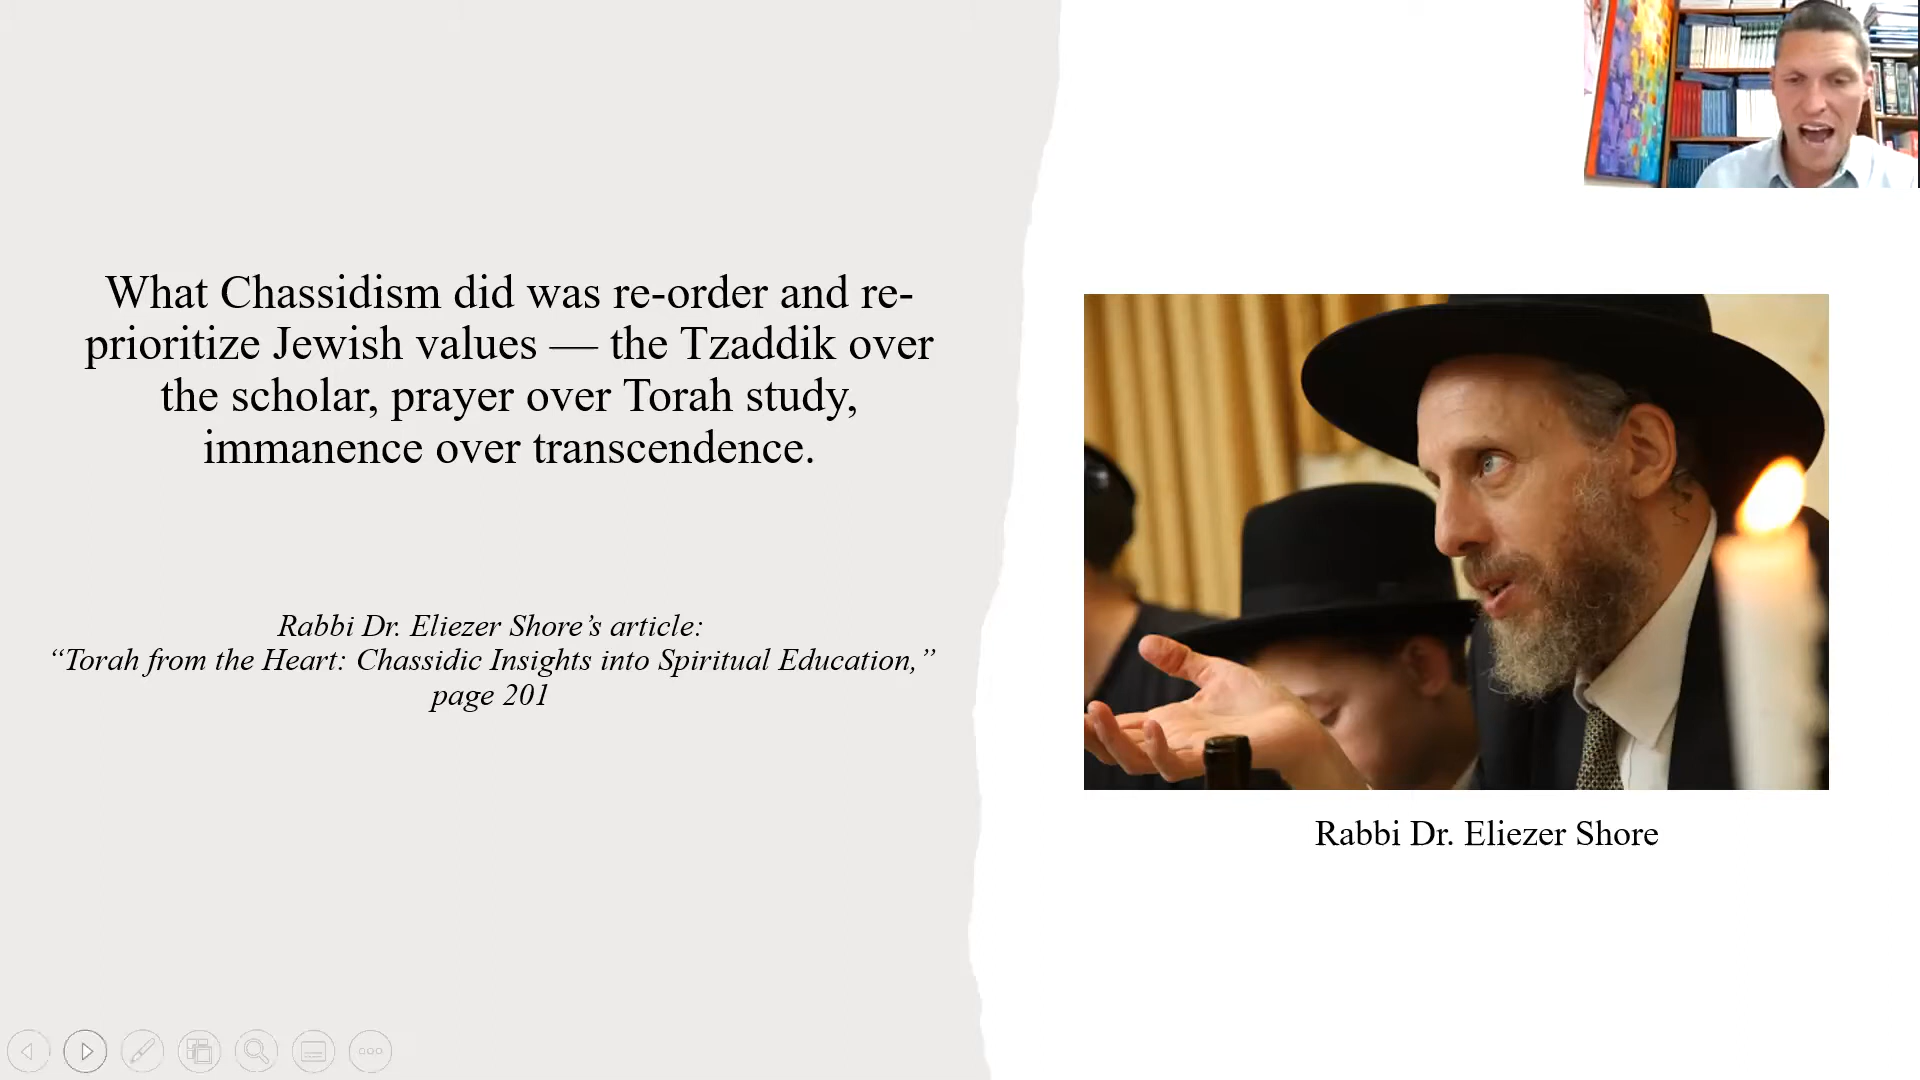 What Chassidism did was re-order and re-
prioritize Jewish values — the Tzaddik over
the scholar, prayer over Torah study,
immanence over transcendence.
Rabbi Dr. Eliezer Shore’s article:
“Torah from the Heart: Chassidic Insights into Spiritual Education,”
page 201
Rabbi Dr. Eliezer Shore